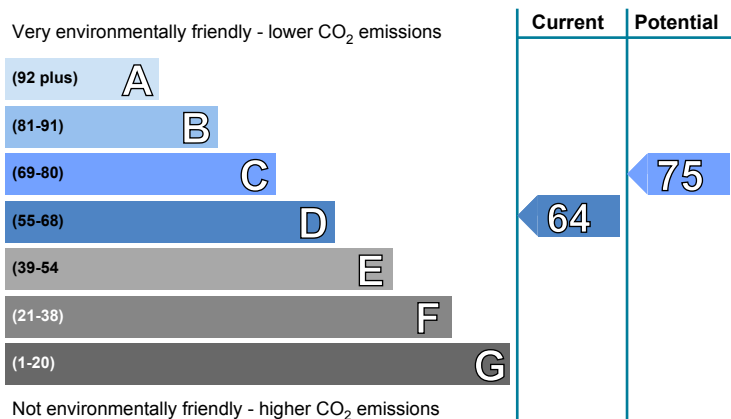 Very environmentally friendly - lower CO2 emissions
Current
Potential
(92 plus) A
(81-91) B
(69-80) C
75
(55-68) D
64
(39-54 E
(21-38) F
(1-20) G
Not environmentally friendly - higher CO2 emissions